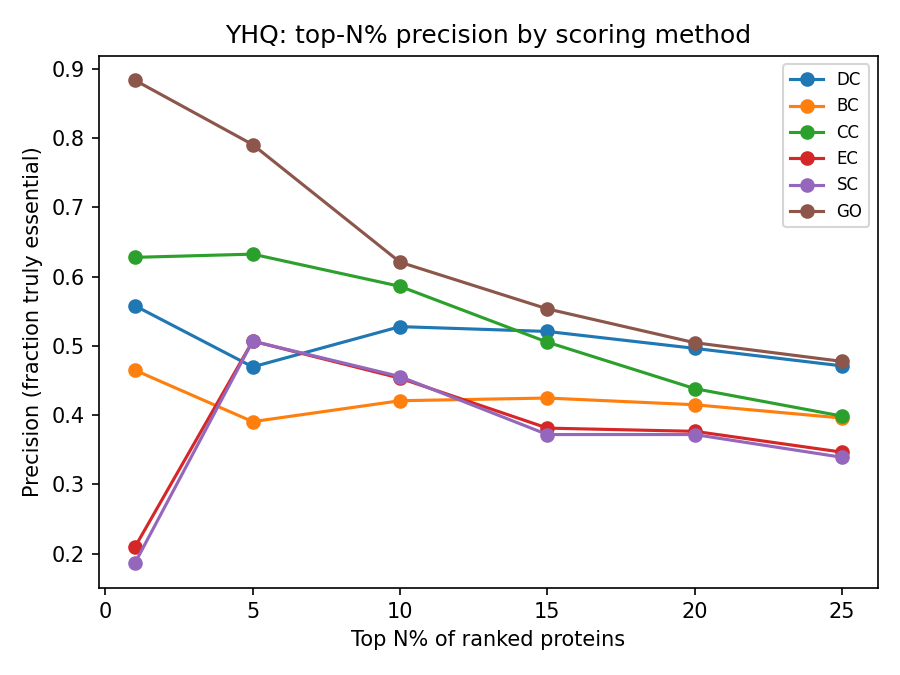 YHQ: top-N% precision by scoring method
Precision (fraction truly essential)
0.9
0.8
0.7
0.6
0.5
0.4
0.3
0.2
DC
BC
CC
EC
SC
GO
0 5 10 15 20 25
Top N% of ranked proteins